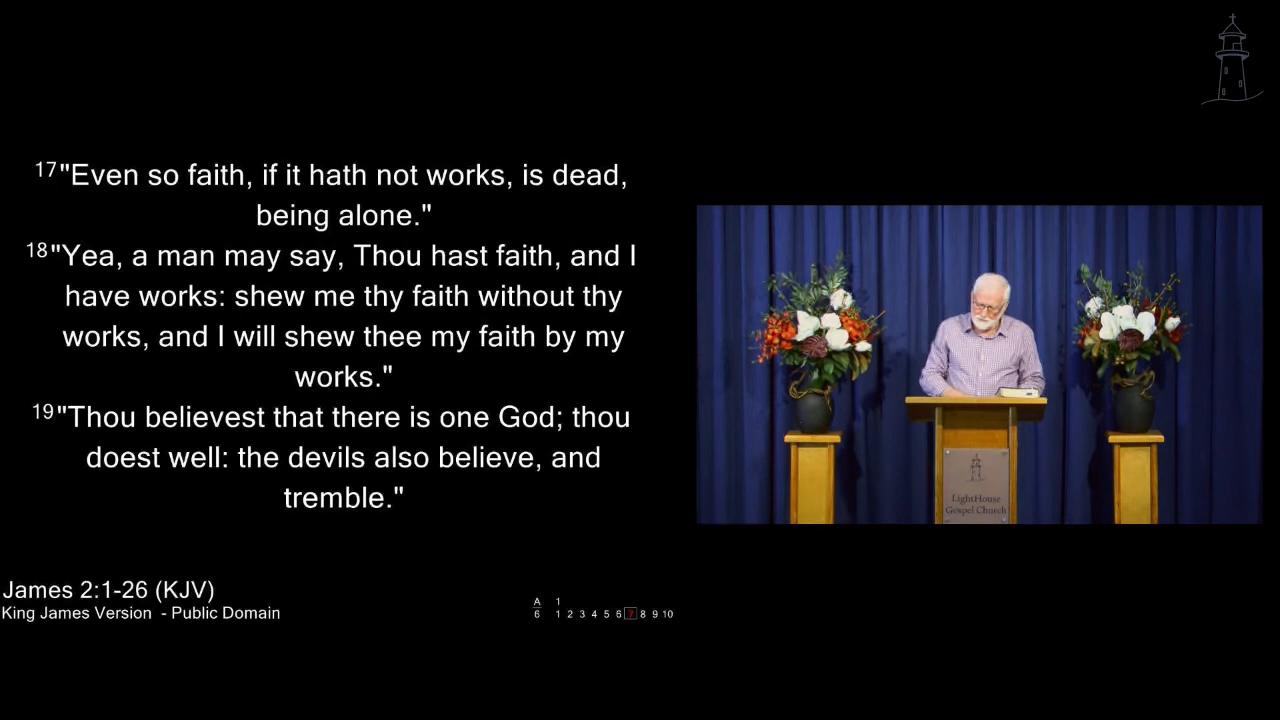 17"Even so faith, if it hath not works, is dead,
being alone."
18"Yea, a man may say, Thou hast faith, and I
have works: shew me thy faith without thy
works, and I will shew thee my faith by my
works."
19"Thou believest that there is one God; thou
doest well: the devils also believe, and
tremble."
James 2:1-26 (KJV)
King James Version - Public Domain
A 1
6 1 2 3 4 5 6 7 8 9 10
LightHouse
Gospel Church